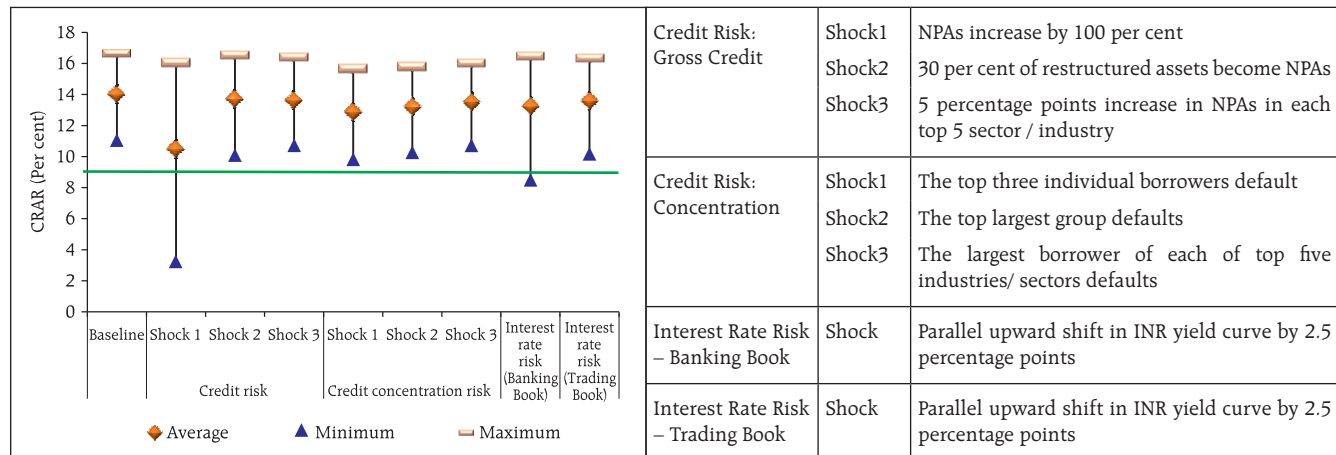 18
16
14
12
10
8
6
4
2
0
CRAR (Per cent)
Baseline
Shock 1
Shock 2
Shock 3
Shock 1
Shock 2
Shock 3
Interest
rate
risk
(Banking
Book)
Interest
rate
risk
(Trading
Book)
Credit risk
Credit concentration risk
Average
Minimum
Maximum
Credit Risk:
Gross Credit
Shock1
NPAs increase by 100 per cent
Shock2
30 per cent of restructured assets become NPAs
Shock3
5 percentage points increase in NPAs in each
top 5 sector / industry
Credit Risk:
Concentration
Shock1
The top three individual borrowers default
Shock2
The top largest group defaults
Shock3
The largest borrower of each of top five
industries/ sectors defaults
Interest Rate Risk
– Banking Book
Shock
Parallel upward shift in INR yield curve by 2.5
percentage points
Interest Rate Risk
– Trading Book
Shock
Parallel upward shift in INR yield curve by 2.5
percentage points